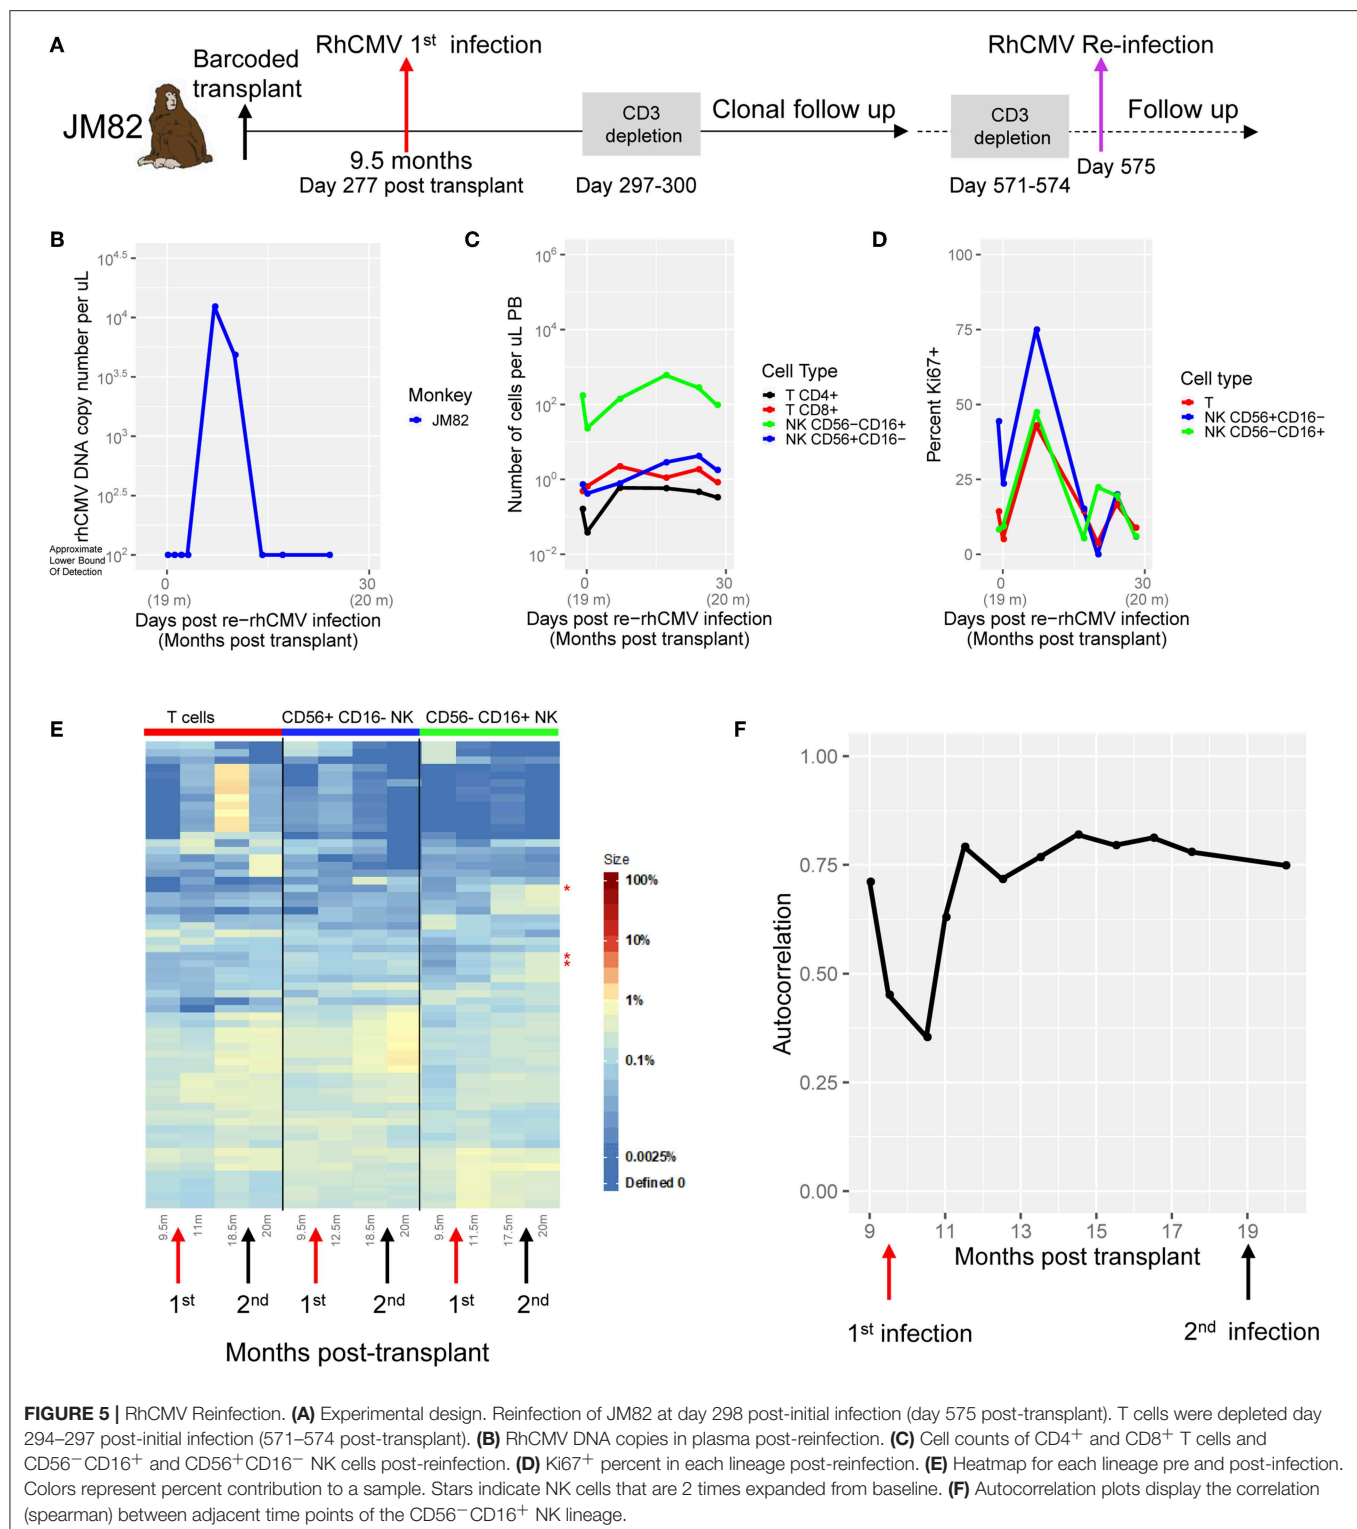 A
RhCMV 1st infection
RhCMV Re-infection
Barcoded
transplant
JM82
CD3
depletion
Clonal follow up
CD3
depletion
Follow up
9.5 months
Day 277 post transplant
Day 297-300
Day 571-574
Day 575
B
rhCMV DNA copy number per uL
10^4.5
10^4
10^3.5
10^3
10^2.5
10^2
Approximate
Lower Bound
Of Detection
0
(19 m)
30
(20 m)
Days post re−rhCMV infection
(Months post transplant)
Monkey
JM82
C
Number of cells per uL PB
10^6
10^4
10^2
10^0
10^−2
0
(19 m)
30
(20 m)
Days post re−rhCMV infection
(Months post transplant)
Cell Type
T CD4+
T CD8+
NK CD56−CD16+
NK CD56+CD16−
D
Percent Ki67+
100
75
50
25
0
0
(19 m)
30
(20 m)
Days post re−rhCMV infection
(Months post transplant)
Cell type
T
NK CD56+CD16−
NK CD56−CD16+
E
T cells
CD56+ CD16- NK
CD56- CD16+ NK
*
*
*
Size
100%
10%
1%
0.1%
0.0025%
Defined 0
9.5m 11m 18.5m 20m 9.5m 12.5m 18.5m 20m 9.5m 11.5m 17.5m 20m
1st 2nd 1st 2nd 1st 2nd
Months post-transplant
F
Autocorrelation
1.00
0.75
0.50
0.25
0.00
9 11 13 15 17 19
Months post transplant
1st infection
2nd infection
FIGURE 5 | RhCMV Reinfection. (A) Experimental design. Reinfection of JM82 at day 298 post-initial infection (day 575 post-transplant). T cells were depleted day
294–297 post-initial infection (571–574 post-transplant). (B) RhCMV DNA copies in plasma post-reinfection. (C) Cell counts of CD4+ and CD8+ T cells and
CD56−CD16+ and CD56+CD16− NK cells post-reinfection. (D) Ki67+ percent in each lineage post-reinfection. (E) Heatmap for each lineage pre and post-infection.
Colors represent percent contribution to a sample. Stars indicate NK cells that are 2 times expanded from baseline. (F) Autocorrelation plots display the correlation
(spearman) between adjacent time points of the CD56−CD16+ NK lineage.